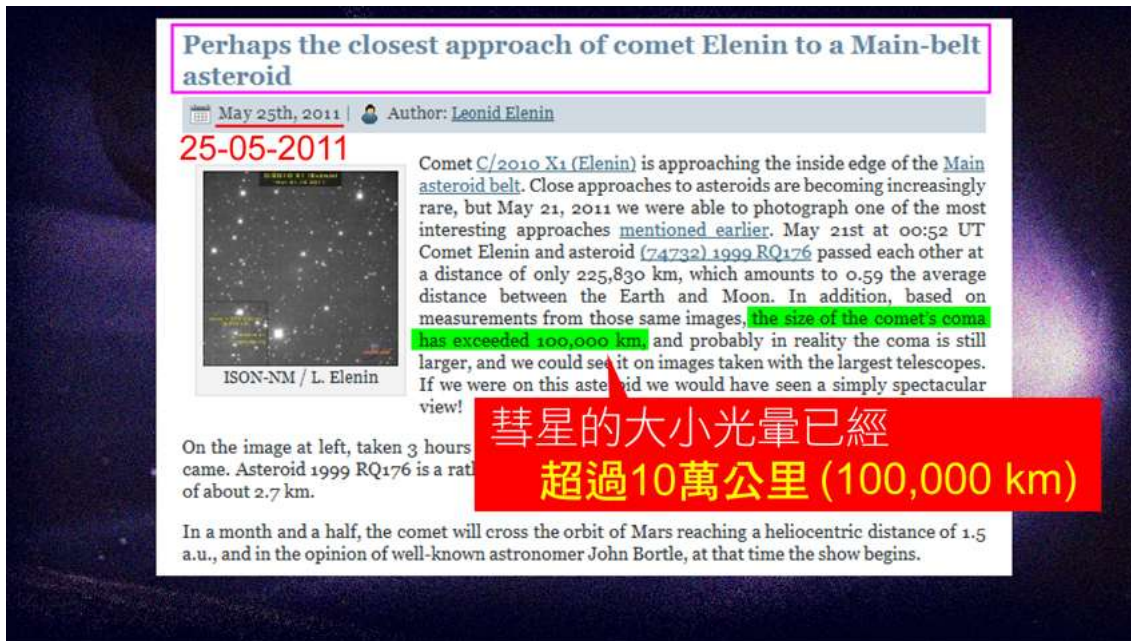 Perhaps the closest approach of comet Elenin to a Main-belt
asteroid
May 25th, 2011 | Author: Leonid Elenin
25-05-2011
ISON-NM / L. Elenin
Comet C/2010 X1 (Elenin) is approaching the inside edge of the Main
asteroid belt. Close approaches to asteroids are becoming increasingly
rare, but May 21, 2011 we were able to photograph one of the most
interesting approaches mentioned earlier. May 21st at 00:52 UT
Comet Elenin and asteroid (74732) 1999 RQ176 passed each other at
a distance of only 225,830 km, which amounts to 0.59 the average
distance between the Earth and Moon. In addition, based on
measurements from those same images, the size of the comet's coma
has exceeded 100,000 km, and probably in reality the coma is still
larger, and we could see it on images taken with the largest telescopes.
If we were on this asteroid we would have seen a simply spectacular
view!
彗星的大小光暈已經
超過10萬公里 (100,000 km)
On the image at left, taken 3 hours
came. Asteroid 1999 RQ176 is a
of about 2.7 km.
In a month and a half, the comet will cross the orbit of Mars reaching a heliocentric distance of 1.5
a.u., and in the opinion of well-known astronomer John Bortle, at that time the show begins.